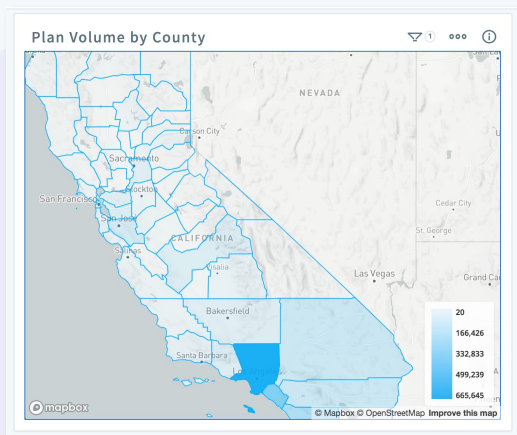 Plan Volume by County
1
NEVADA
Carson City
Sacramento
Stockton
San Francisco
San Jose
Cedar City
CALIFORNIA
St. George
Salinas
Visalia
Las Vegas
Grand Ca
Bakersfield
20
166,426
Santa Barbara
332,833
499,239
665,645
mapbox
© Mapbox © OpenStreetMap Improve this map